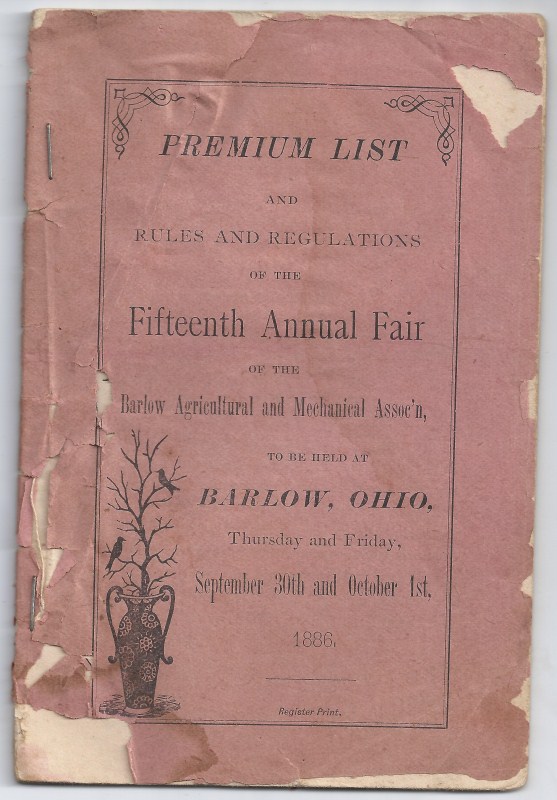 PREMIUM LIST
AND
RULES AND REGULATIONS
OF THE
Fifteenth Annual Fair
OF THE
Barlow Agricultural and Mechanical Assoc'n,
TO BE HELD AT
BARLOW, OHIO,
Thursday and Friday,
September 30th and October 1st,
1886.
Register Print.